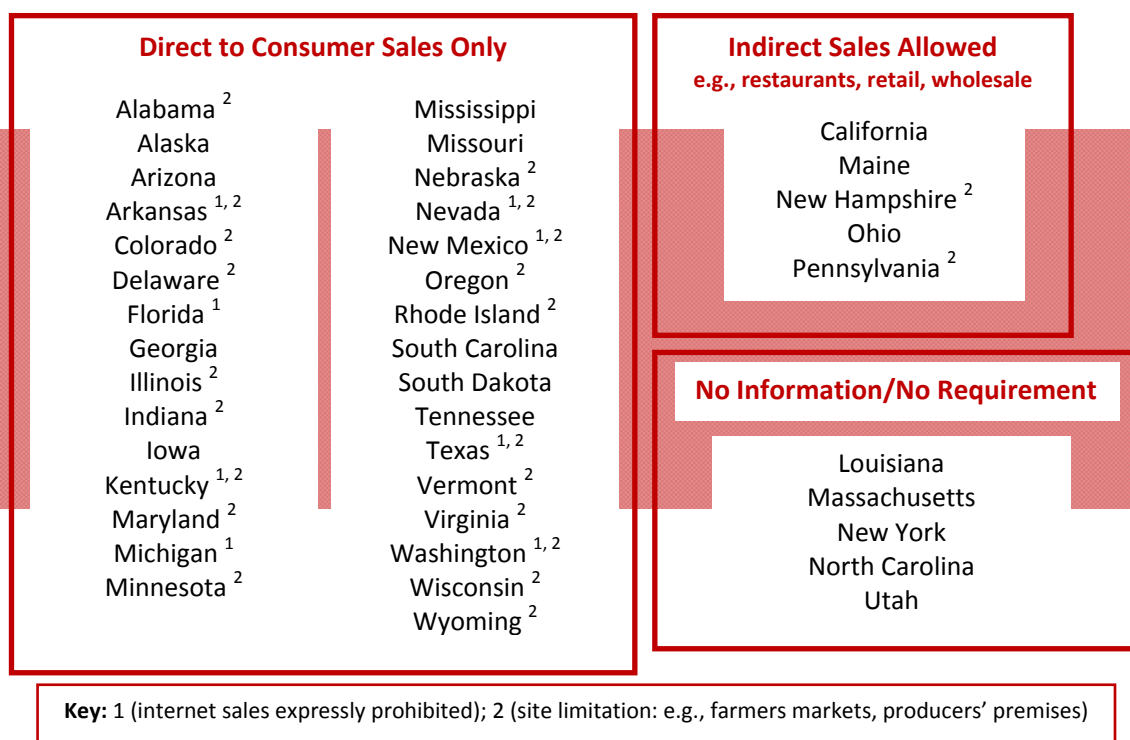 Direct to Consumer Sales Only
Alabama 2
Alaska
Arizona
Arkansas 1, 2
Colorado 2
Delaware 2
Florida 1
Georgia
Illinois 2
Indiana 2
Iowa
Kentucky 1, 2
Maryland 2
Michigan 1
Minnesota 2
Mississippi
Missouri
Nebraska 2
Nevada 1, 2
New Mexico 1, 2
Oregon 2
Rhode Island 2
South Carolina
South Dakota
Tennessee
Texas 1, 2
Vermont 2
Virginia 2
Washington 1, 2
Wisconsin 2
Wyoming 2
Indirect Sales Allowed
e.g., restaurants, retail, wholesale
California
Maine
New Hampshire 2
Ohio
Pennsylvania 2
No Information/No Requirement
Louisiana
Massachusetts
New York
North Carolina
Utah
Key: 1 (internet sales expressly prohibited); 2 (site limitation: e.g., farmers markets, producers’ premises)